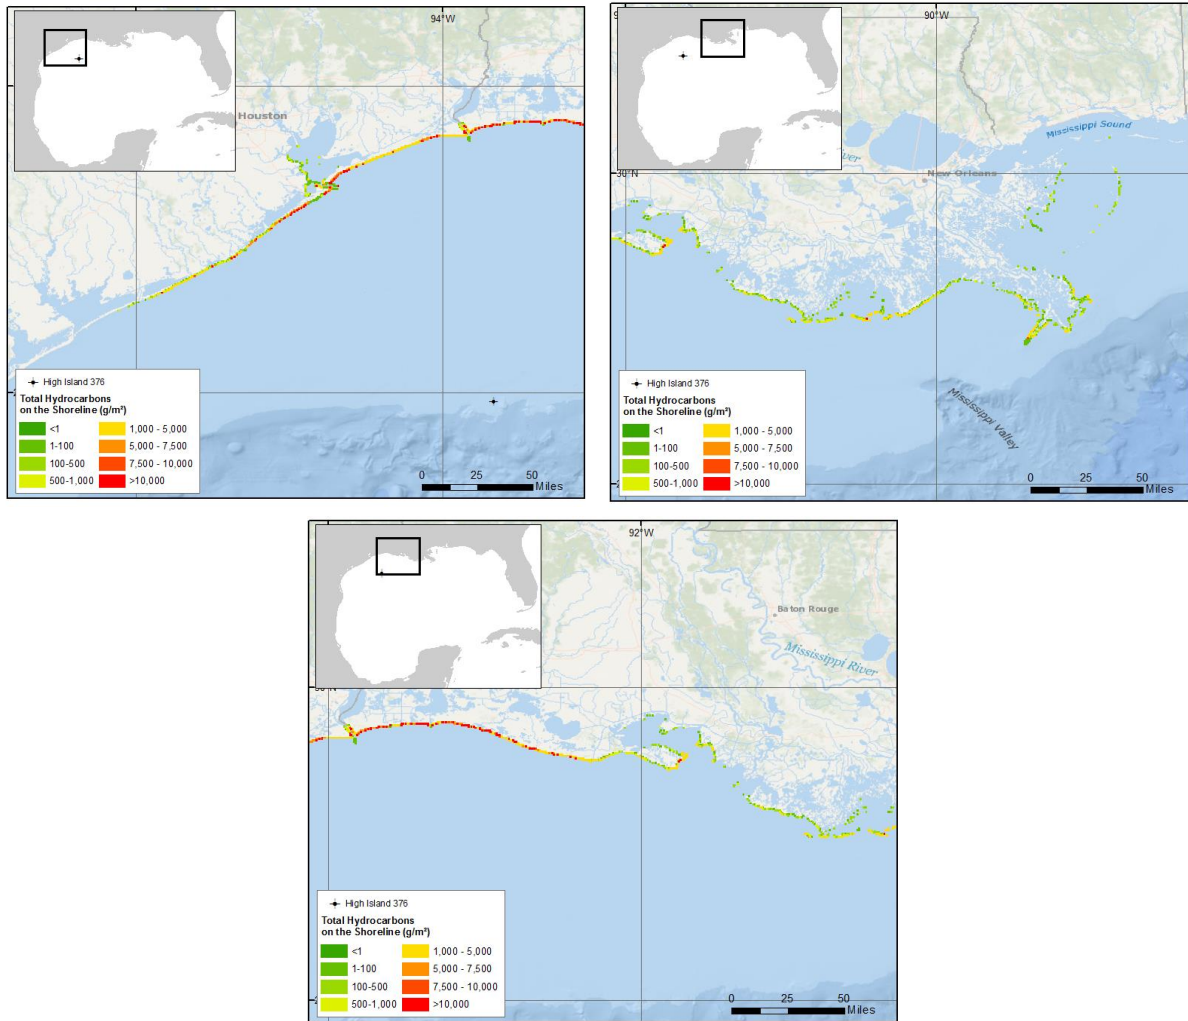 94°W
Houston
High Island 376
Total Hydrocarbons
on the Shoreline (g/m²)
<1
1-100
100-500
500-1,000
1,000 - 5,000
5,000 - 7,500
7,500 - 10,000
>10,000
0 25 50
Miles
90°W
Mississippi Sound
New Orleans
Mississippi Valley
High Island 376
Total Hydrocarbons
on the Shoreline (g/m²)
<1
1-100
100-500
500-1,000
1,000 - 5,000
5,000 - 7,500
7,500 - 10,000
>10,000
0 25 50
Miles
92°W
Baton Rouge
Mississippi River
High Island 376
Total Hydrocarbons
on the Shoreline (g/m²)
<1
1-100
100-500
500-1,000
1,000 - 5,000
5,000 - 7,500
7,500 - 10,000
>10,000
0 25 50
Miles